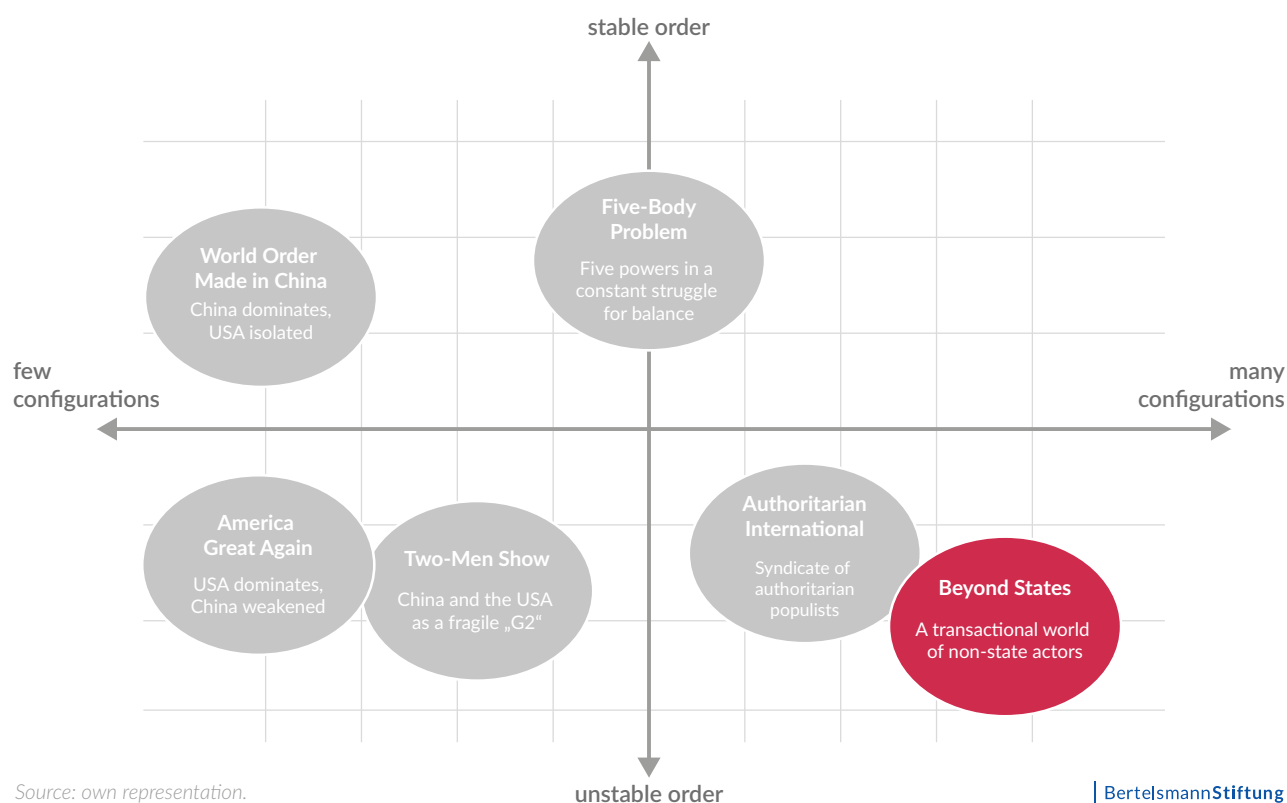 stable order
Five-Body
Problem
Five powers in a
constant struggle
for balance
World Order
Made in China
China dominates,
USA isolated
few
configurations
many
configurations
America
Great Again
USA dominates,
China weakened
Two-Men Show
China and the USA
as a fragile „G2“
Authoritarian
International
Syndicate of
authoritarian
populists
Beyond States
A transactional world
of non-state actors
unstable order
Source: own representation.
BertelsmannStiftung